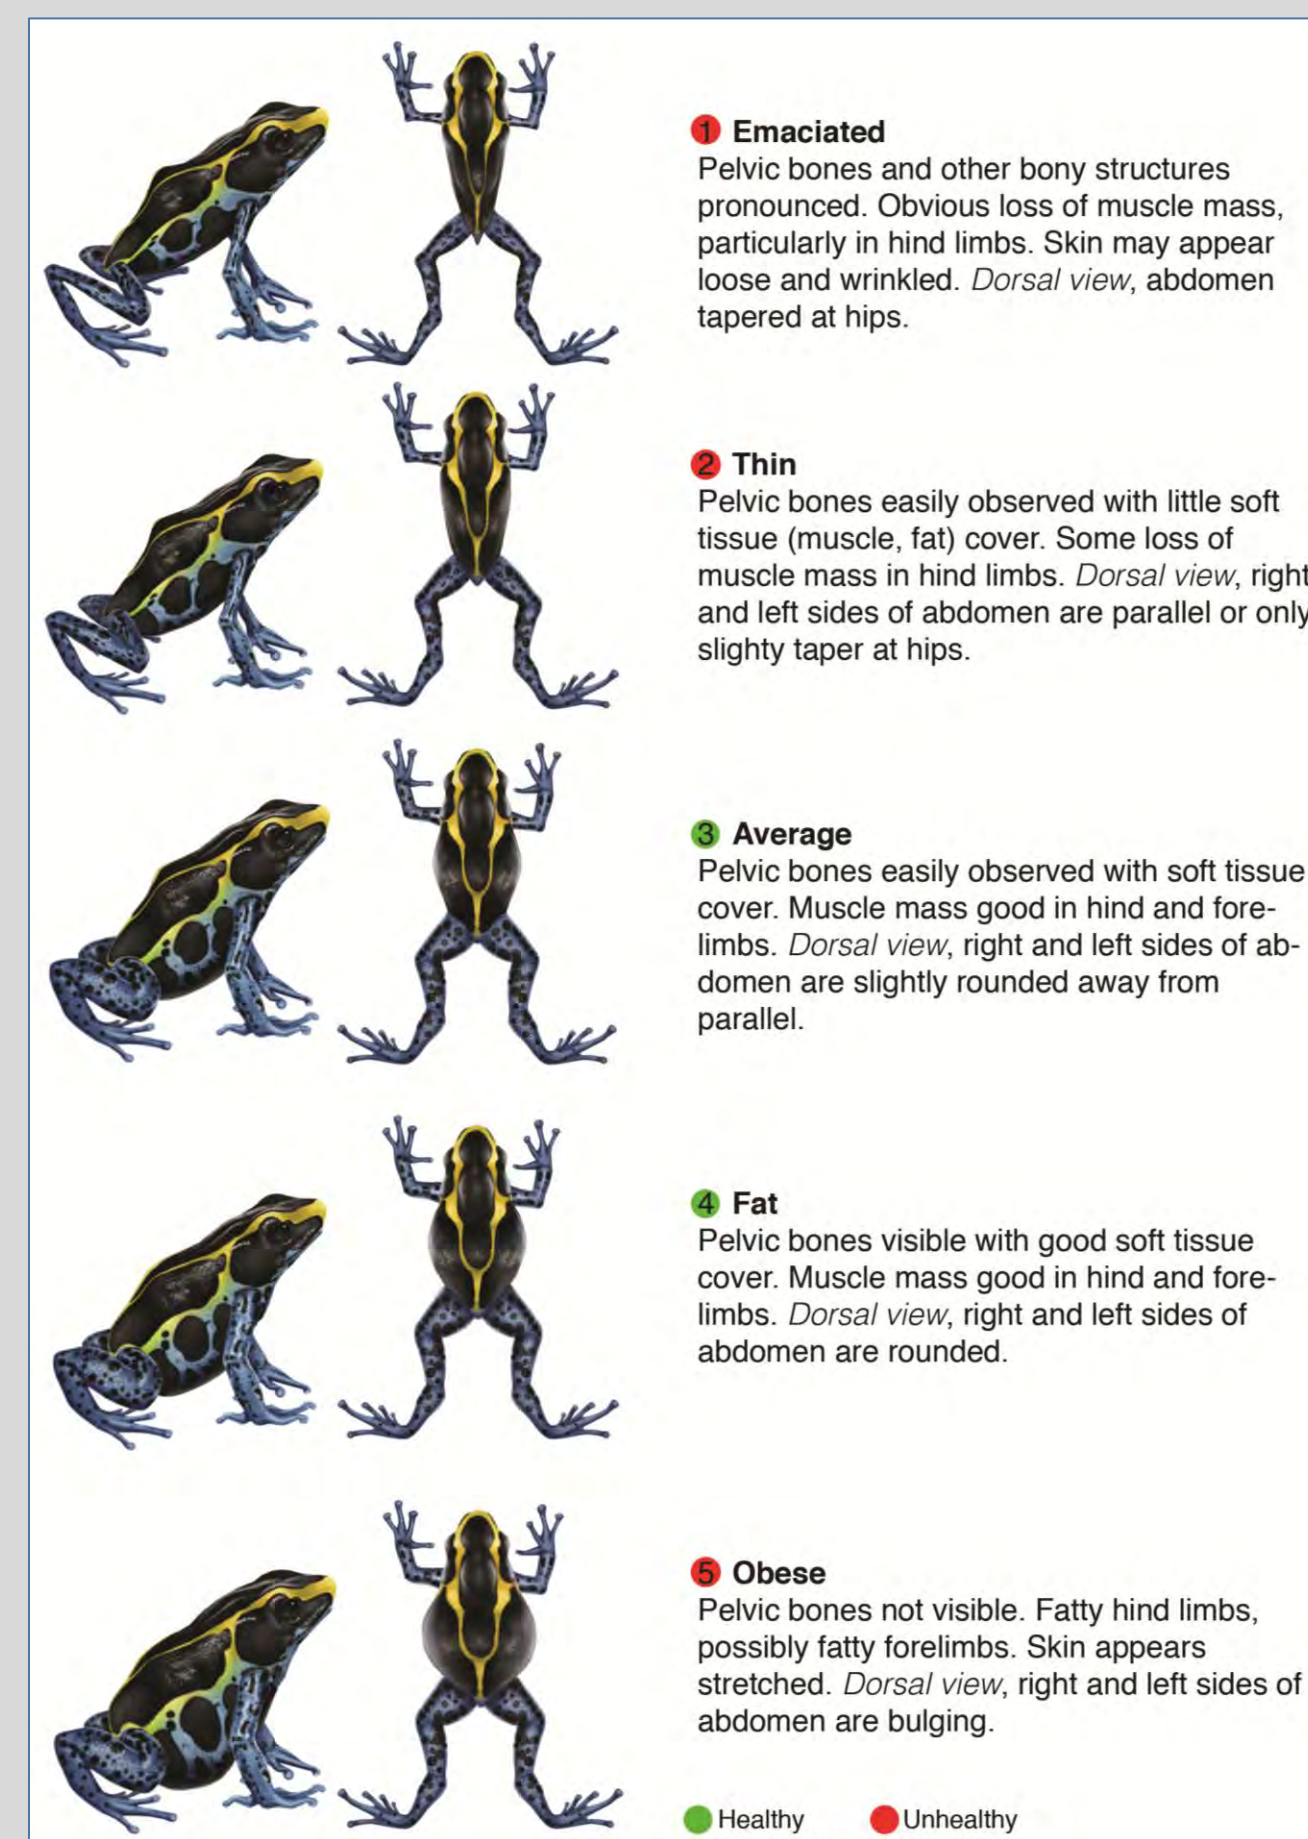 1 Emaciated
Pelvic bones and other bony structures
pronounced. Obvious loss of muscle mass,
particularly in hind limbs. Skin may appear
loose and wrinkled. Dorsal view, abdomen
tapered at hips.
2 Thin
Pelvic bones easily observed with little soft
tissue (muscle, fat) cover. Some loss of
muscle mass in hind limbs. Dorsal view, right
and left sides of abdomen are parallel or only
slighty taper at hips.
3 Average
Pelvic bones easily observed with soft tissue
cover. Muscle mass good in hind and fore-
limbs. Dorsal view, right and left sides of ab-
domen are slightly rounded away from
parallel.
4 Fat
Pelvic bones visible with good soft tissue
cover. Muscle mass good in hind and fore-
limbs. Dorsal view, right and left sides of
abdomen are rounded.
5 Obese
Pelvic bones not visible. Fatty hind limbs,
possibly fatty forelimbs. Skin appears
stretched. Dorsal view, right and left sides of
abdomen are bulging.
Healthy Unhealthy